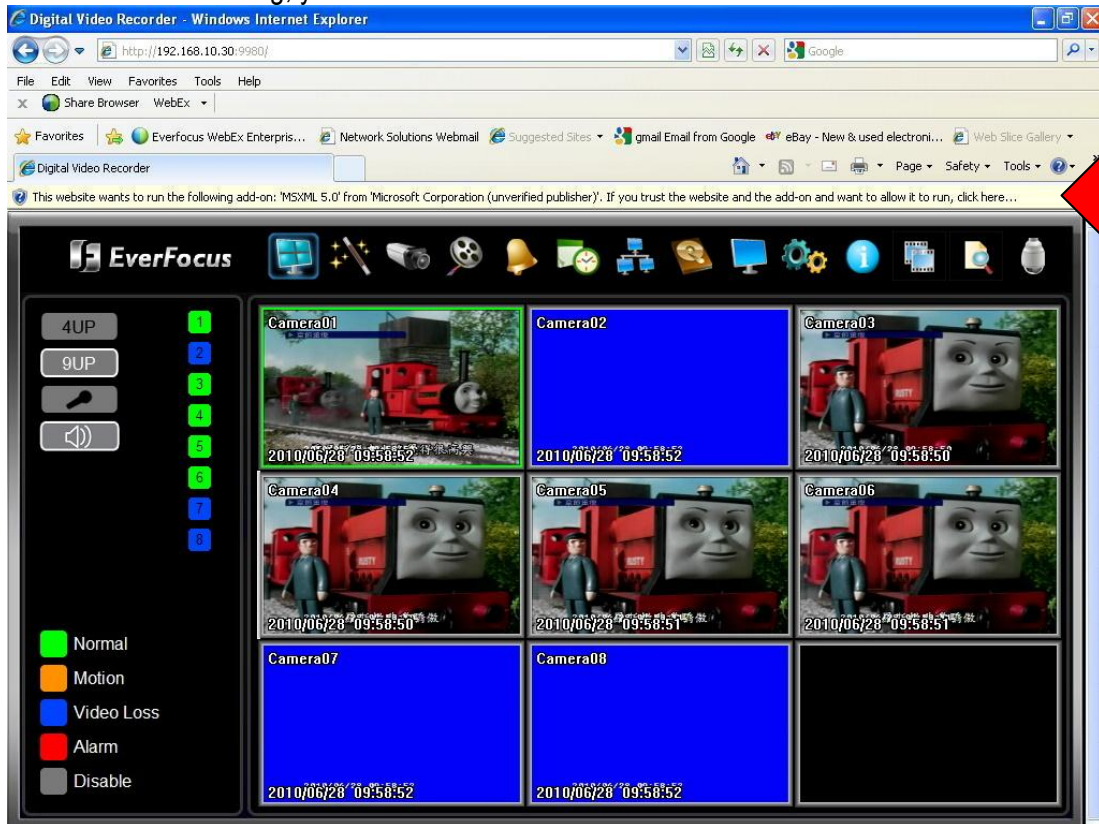 Digital Video Recorder - Windows Internet Explorer
http://192.168.10.30:9980/
Google
File Edit View Favorites Tools Help
Share Browser WebEx
Favorites Everfocus WebEx Enterpris... Network Solutions Webmail Suggested Sites gmail Email from Google eBay - New & used electroni... Web Slice Gallery
Digital Video Recorder
Page Safety Tools
This website wants to run the following add-on: 'MSXML 5.0' from 'Microsoft Corporation (unverified publisher)'. If you trust the website and the add-on and want to allow it to run, click here...
EverFocus
4UP
9UP
1
2
3
4
5
6
7
8
Normal
Motion
Video Loss
Alarm
Disable
Camera01
2010/06/28 09:58:52
Camera02
2010/06/28 09:58:52
Camera03
RUSTY
2010/06/28 09:58:50
Camera04
RUSTY
2010/06/28 09:58:50
Camera05
RUSTY
2010/06/28 09:58:51
Camera06
RUSTY
2010/06/28 09:58:51
Camera07
2010/06/28 09:58:52
Camera08
2010/06/28 09:58:52